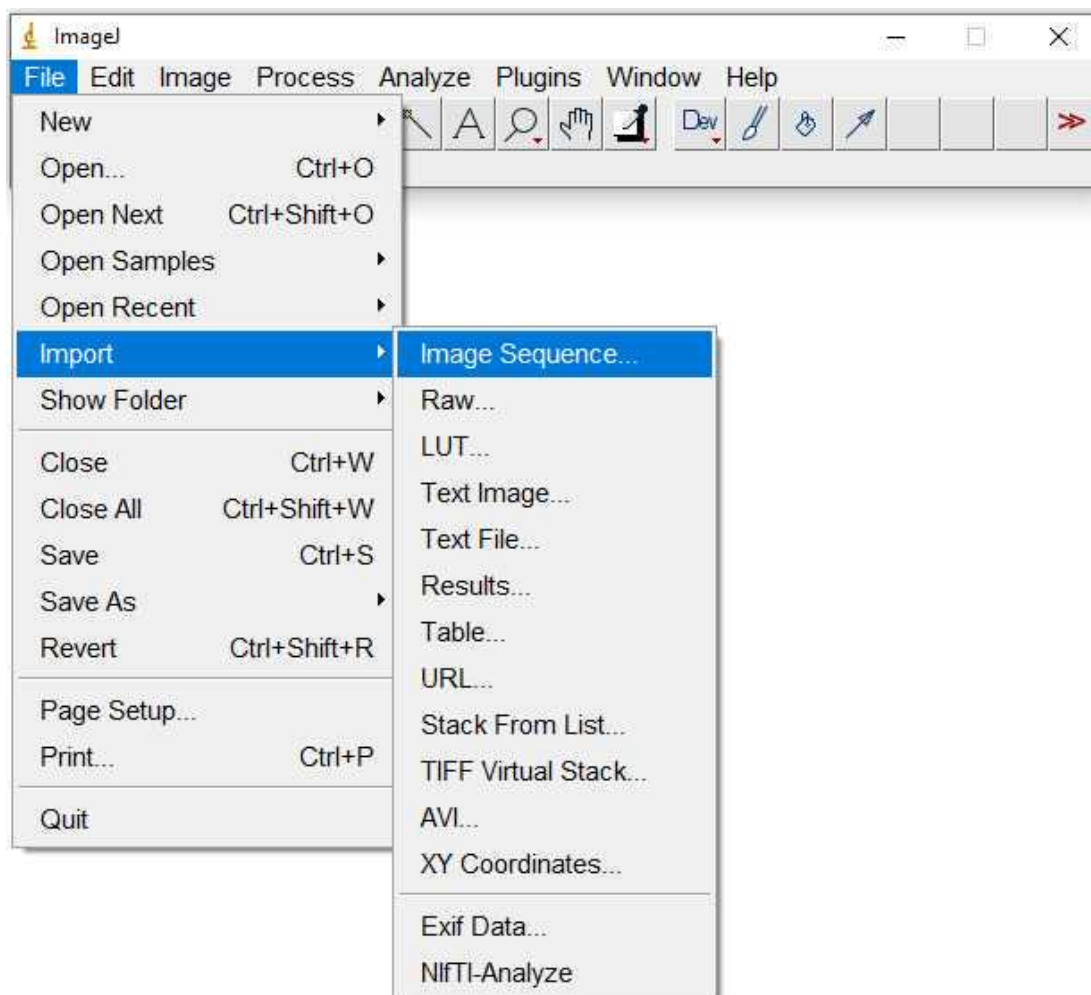 ImageJ
File Edit Image Process Analyze Plugins Window Help
A Dev
New
Open... Ctrl+O
Open Next Ctrl+Shift+O
Open Samples
Open Recent
Import
Show Folder
Close Ctrl+W
Close All Ctrl+Shift+W
Save Ctrl+S
Save As
Revert Ctrl+Shift+R
Page Setup...
Print... Ctrl+P
Quit
Image Sequence...
Raw...
LUT...
Text Image...
Text File...
Results...
Table...
URL...
Stack From List...
TIFF Virtual Stack...
AVI...
XY Coordinates...
Exif Data...
NIfTI-Analyze